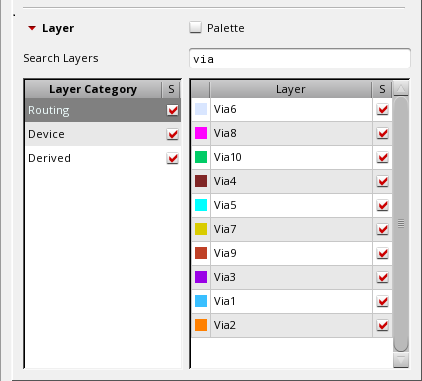 Layer Palette
Search Layers via
Layer Category S Layer S
Routing Via6
Device Via8
Derived Via10
Via4
Via5
Via7
Via9
Via3
Via1
Via2